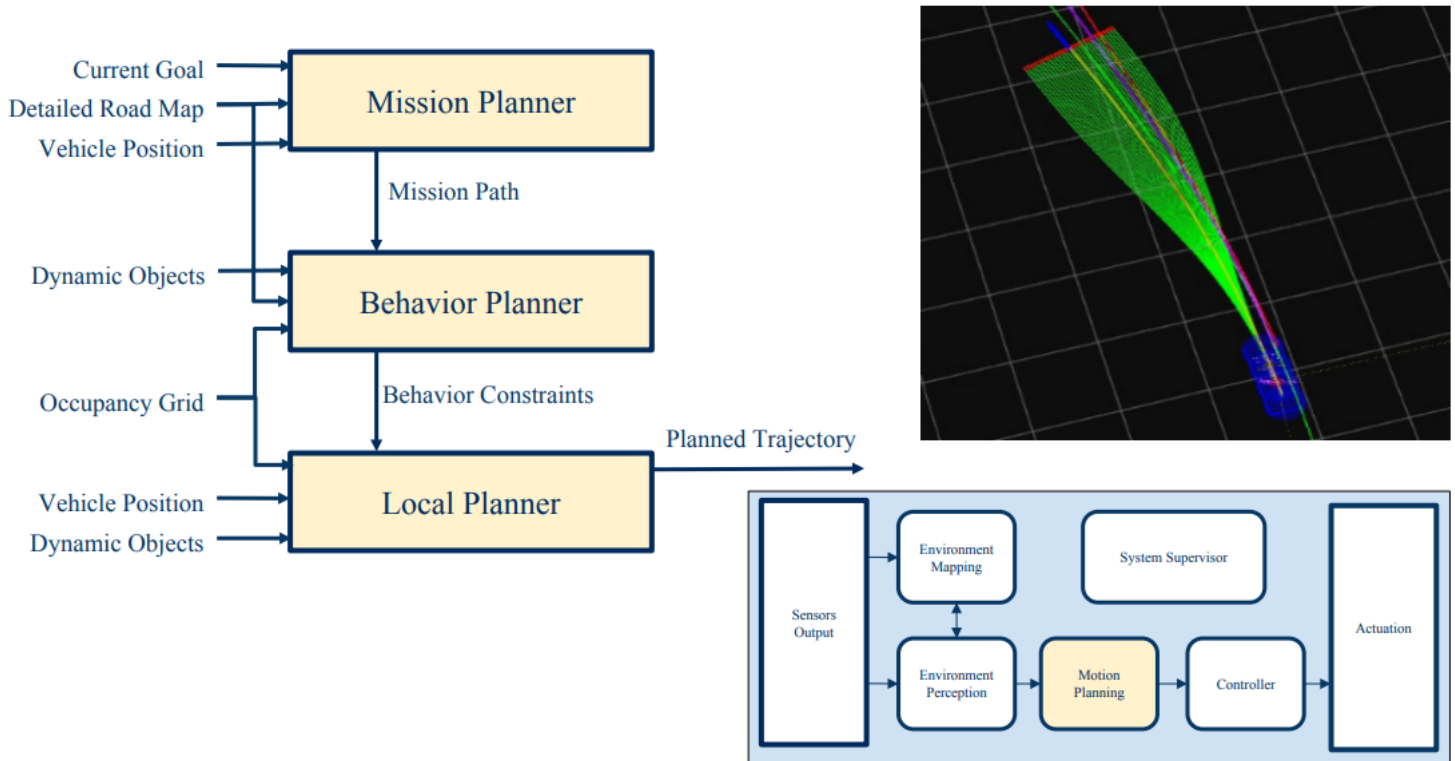 Current Goal
Detailed Road Map
Vehicle Position
Mission Planner
Mission Path
Dynamic Objects
Behavior Planner
Occupancy Grid
Behavior Constraints
Planned Trajectory
Vehicle Position
Dynamic Objects
Local Planner
Sensors
Output
Environment
Mapping
System Supervisor
Environment
Perception
Motion
Planning
Controller
Actuation